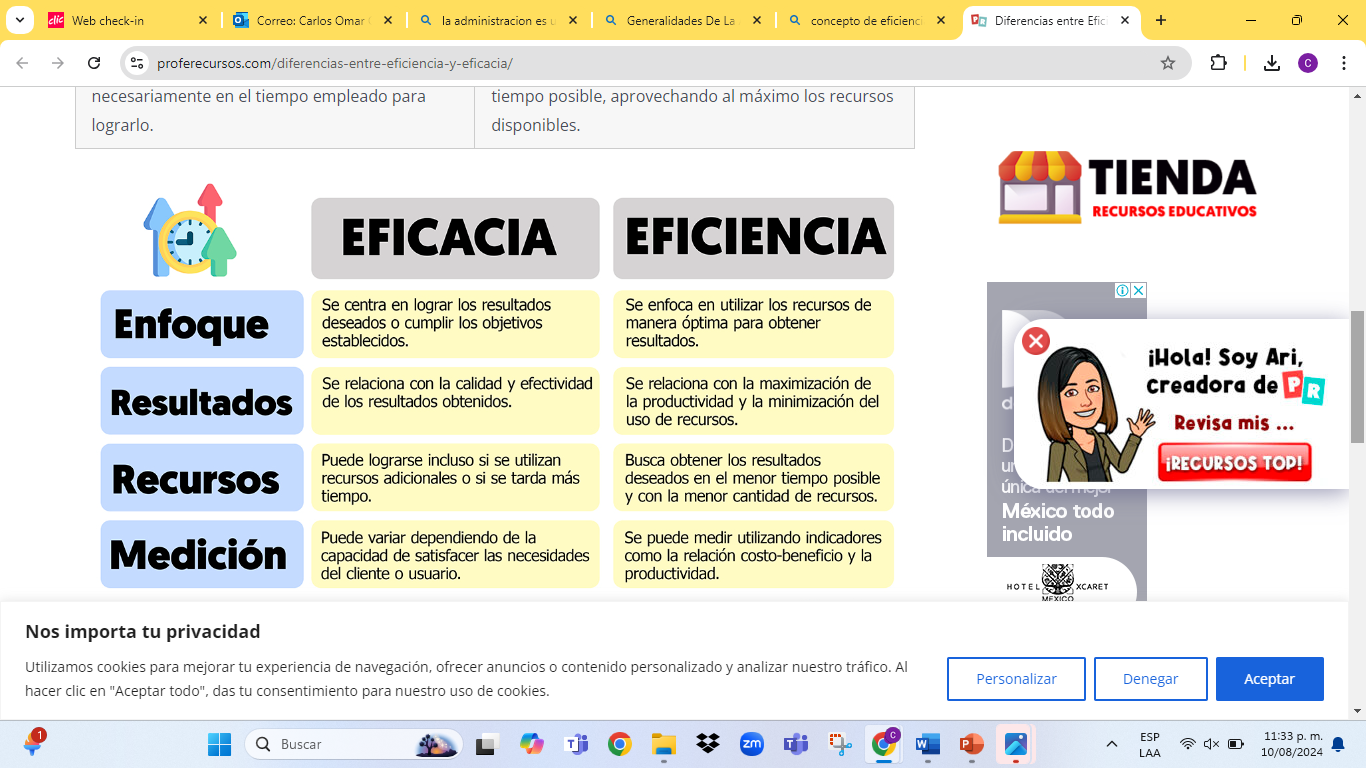 Web check-in
Correo: Carlos Omar
la administracion es u
Generalidades De La
concepto de eficienci
Diferencias entre Efici
proferecursos.com/diferencias-entre-eficiencia-y-eficacia/
C
necesariamente en el tiempo empleado para
lograrlo.
tiempo posible, aprovechando al máximo los recursos
disponibles.
TIENDA
RECURSOS EDUCATIVOS
EFICACIA
EFICIENCIA
Enfoque
Se centra en lograr los resultados
deseados o cumplir los objetivos
establecidos.
Se enfoca en utilizar los recursos de
manera óptima para obtener
resultados.
Resultados
Se relaciona con la calidad y efectividad
de los resultados obtenidos.
Se relaciona con la maximización de
la productividad y la minimización del
uso de recursos.
Recursos
Puede lograrse incluso si se utilizan
recursos adicionales o si se tarda más
tiempo.
Busca obtener los resultados
deseados en el menor tiempo posible
y con la menor cantidad de recursos.
Medición
Puede variar dependiendo de la
capacidad de satisfacer las necesidades
del cliente o usuario.
Se puede medir utilizando indicadores
como la relación costo-beneficio y la
productividad.
¡Hola! Soy Ari,
creadora de PR
Revisa mis ...
¡RECURSOS TOP!
México todo
incluido
HOTEL XCARET
MÉXICO
Nos importa tu privacidad
Utilizamos cookies para mejorar tu experiencia de navegación, ofrecer anuncios o contenido personalizado y analizar nuestro tráfico. Al
hacer clic en "Aceptar todo", das tu consentimiento para nuestro uso de cookies.
Personalizar
Denegar
Aceptar
1
Buscar
zm
C
ESP
LAA
11:33 p. m.
10/08/2024